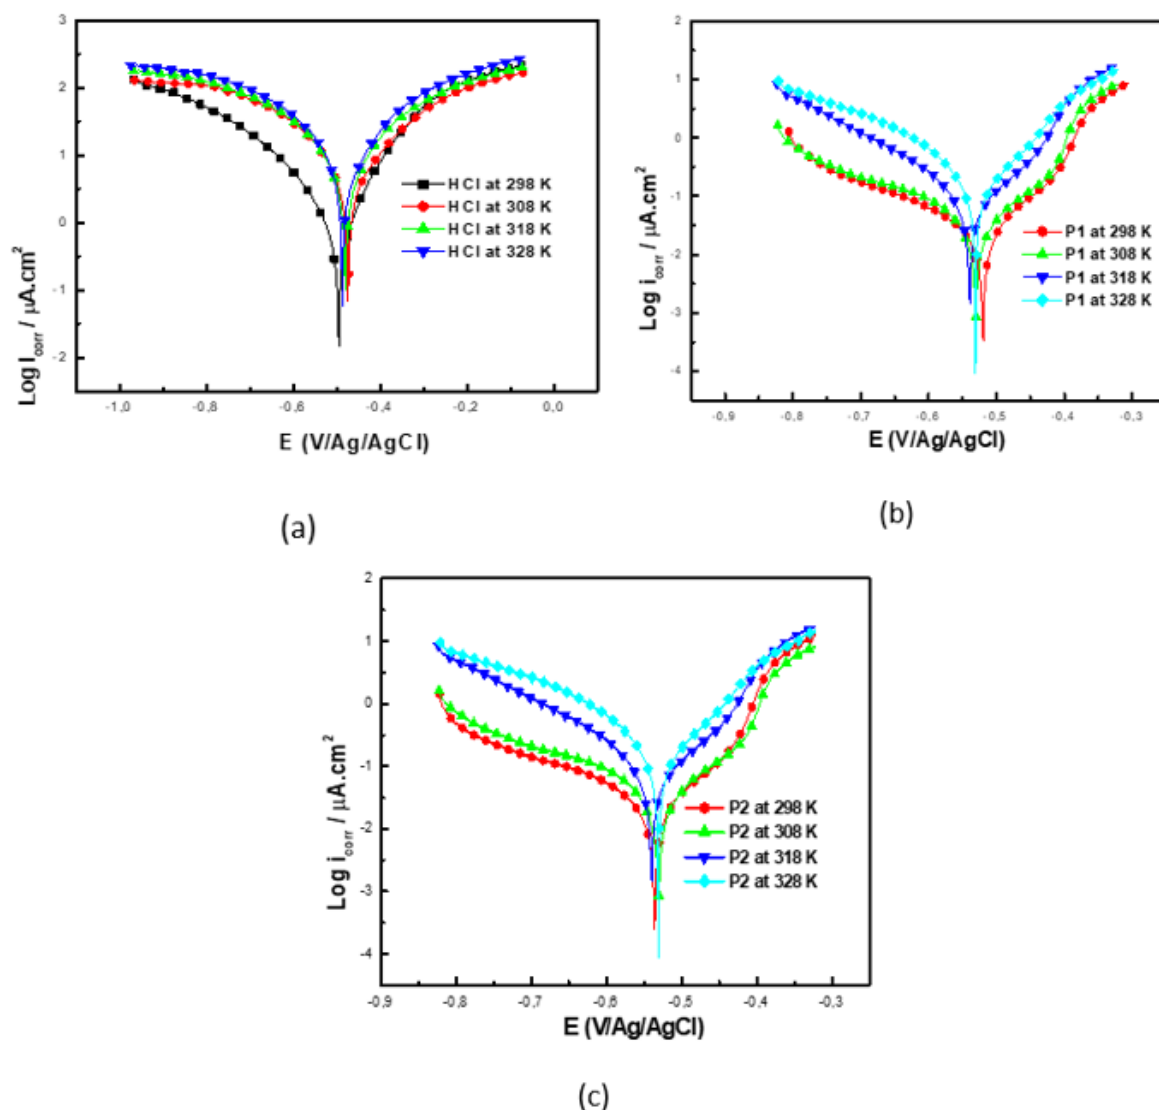 3
2
1
0
-1
-2
Log I_corr / µA.cm²
HCl at 298 K
HCl at 308 K
HCl at 318 K
HCl at 328 K
-1,0
-0,8
-0,6
-0,4
-0,2
0,0
E (V/Ag/AgCl)
(a)
2
1
0
-1
-2
-3
-4
Log i_corr / µA.cm²
P1 at 298 K
P1 at 308 K
P1 at 318 K
P1 at 328 K
-0,9
-0,8
-0,7
-0,6
-0,5
-0,4
-0,3
E (V/Ag/AgCl)
(b)
2
1
0
-1
-2
-3
-4
Log i_corr / µA.cm²
P2 at 298 K
P2 at 308 K
P2 at 318 K
P2 at 328 K
-0,9
-0,8
-0,7
-0,6
-0,5
-0,4
-0,3
E (V/Ag/AgCl)
(c)